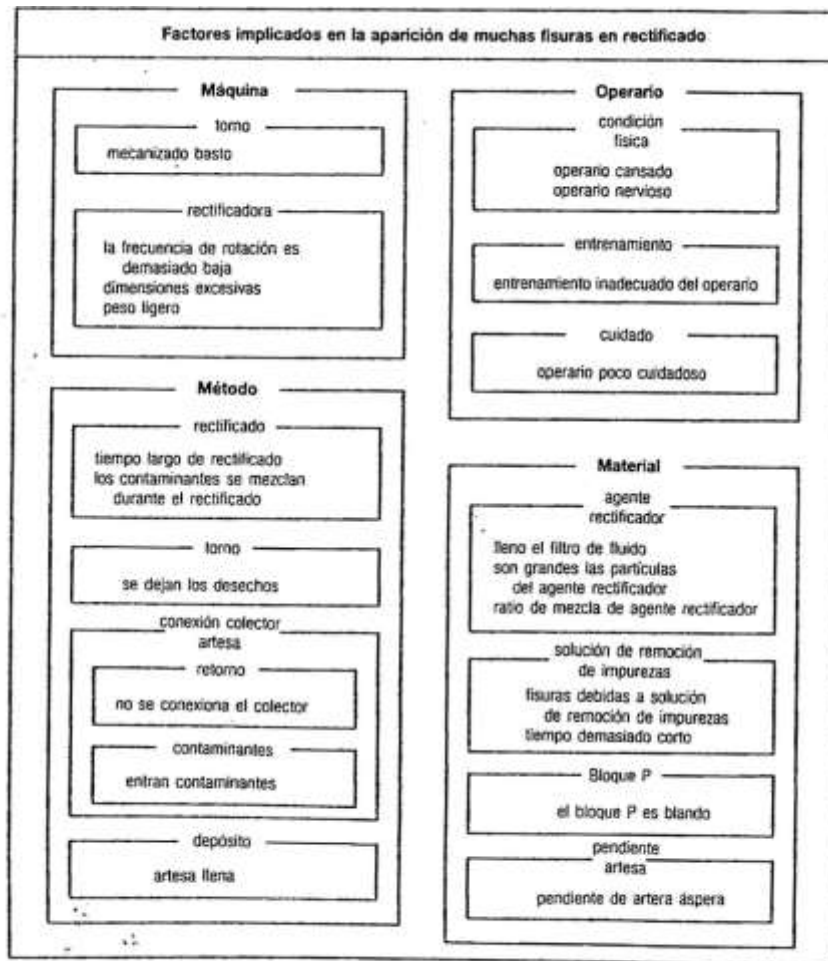 Factores implicados en la aparición de muchas fisuras en rectificado
Máquina
torno
mecanizado basto
rectificadora
la frecuencia de rotación es
demasiado baja
dimensiones excesivas
peso ligero
Método
rectificado
tiempo largo de rectificado
los contaminantes se mezclan
durante el rectificado
torno
se dejan los desechos
conexión colector
artesa
retorno
no se conexiona el colector
contaminantes
entran contaminantes
depósito
artesa llena
Operario
condición
física
operario cansado
operario nervioso
entrenamiento
entrenamiento inadecuado del operario
cuidado
operario poco cuidadoso
Material
agente
rectificador
lleno el filtro de fluido
son grandes las partículas
del agente rectificador
ratio de mezcla de agente rectificador
solución de remoción
de impurezas
fisuras debidas a solución
de remoción de impurezas
tiempo demasiado corto
Bloque P
el bloque P es blando
pendiente
artesa
pendiente de artera áspera